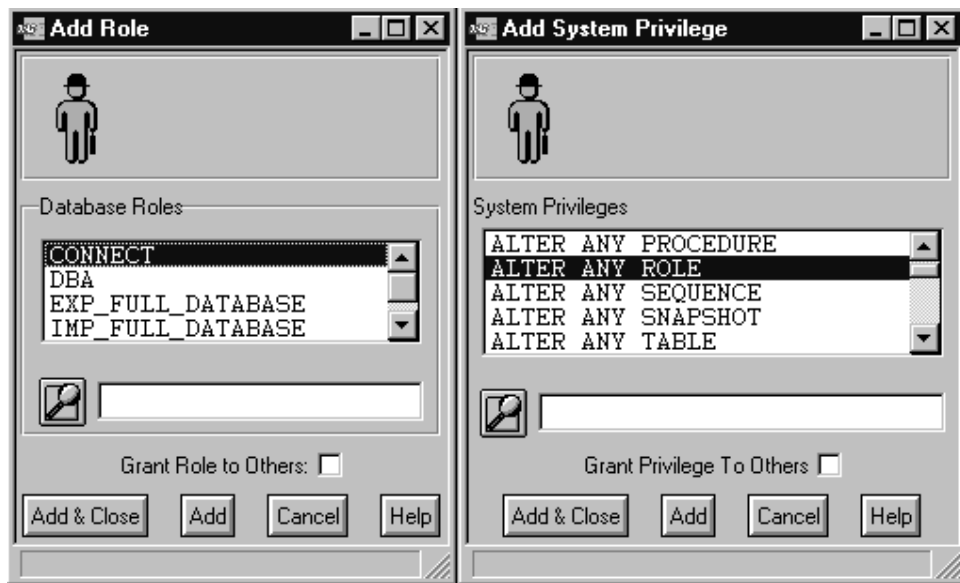 Add Role
Database Roles
CONNECT
DBA
EXP_FULL_DATABASE
IMP_FULL_DATABASE
Grant Role to Others:
Add & Close
Add
Cancel
Help
Add System Privilege
System Privileges
ALTER ANY PROCEDURE
ALTER ANY ROLE
ALTER ANY SEQUENCE
ALTER ANY SNAPSHOT
ALTER ANY TABLE
Grant Privilege To Others
Add & Close
Add
Cancel
Help